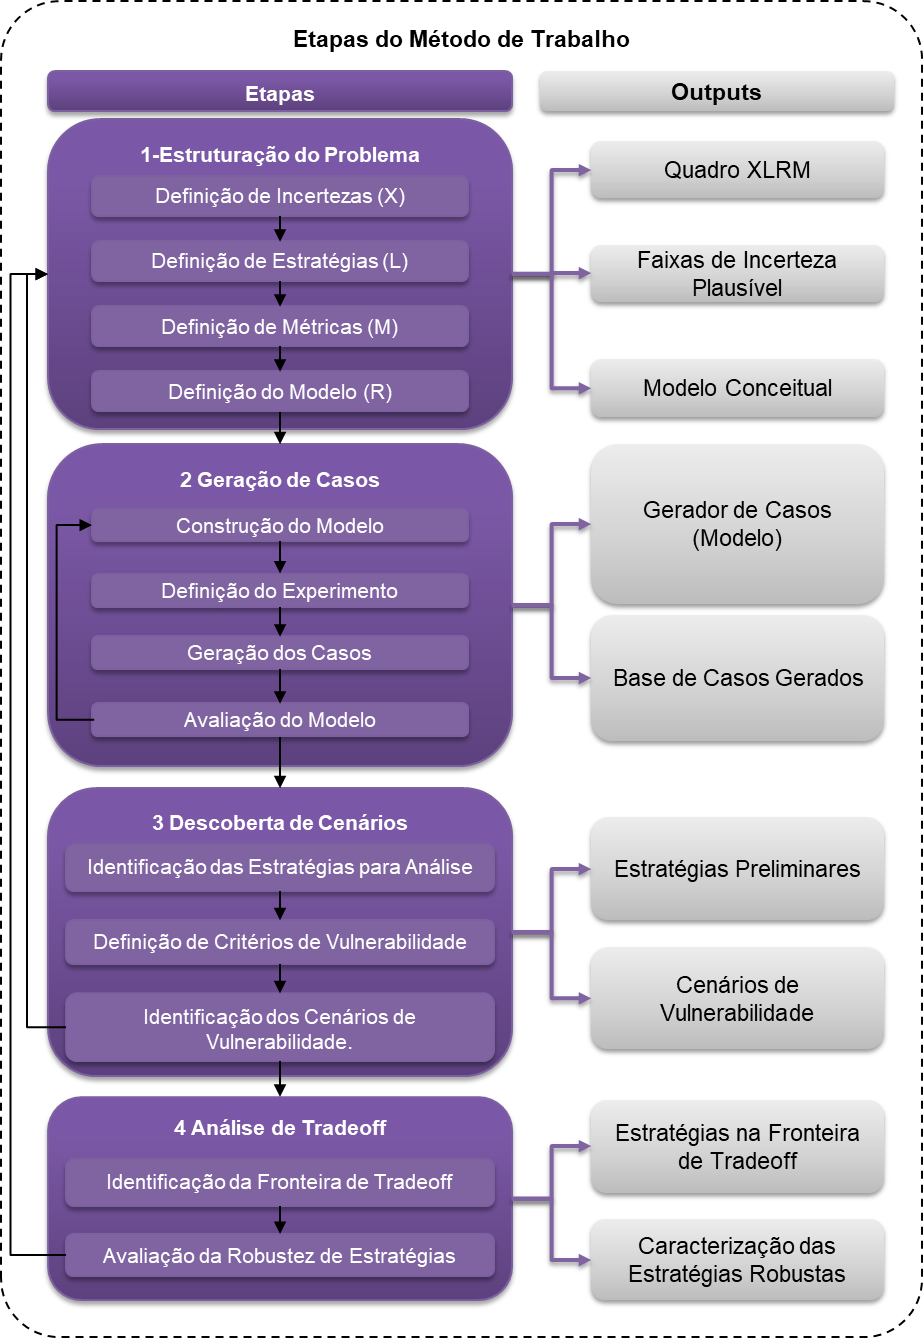 Etapas do Método de Trabalho
Etapas
Outputs
1-Estruturação do Problema
Definição de Incertezas (X)
Definição de Estratégias (L)
Definição de Métricas (M)
Definição do Modelo (R)
Quadro XLRM
Faixas de Incerteza
Plausível
Modelo Conceitual
2 Geração de Casos
Construção do Modelo
Definição do Experimento
Geração dos Casos
Avaliação do Modelo
Gerador de Casos
(Modelo)
Base de Casos Gerados
3 Descoberta de Cenários
Identificação das Estratégias para Análise
Definição de Critérios de Vulnerabilidade
Identificação dos Cenários de
Vulnerabilidade.
Estratégias Preliminares
Cenários de
Vulnerabilidade
4 Análise de Tradeoff
Identificação da Fronteira de Tradeoff
Avaliação da Robustez de Estratégias
Estratégias na Fronteira
de Tradeoff
Caracterização das
Estratégias Robustas